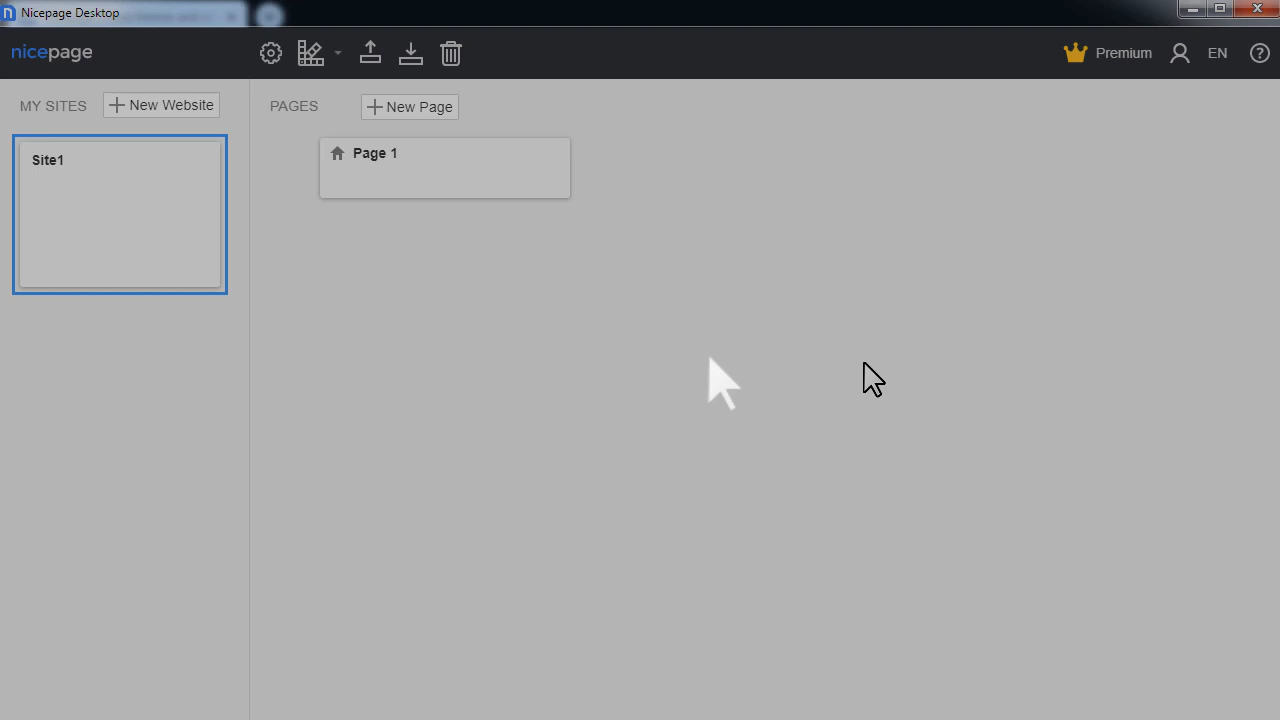 Nicepage Desktop
nicepage
Premium
EN
MY SITES
New Website
PAGES
New Page
Site1
Page 1